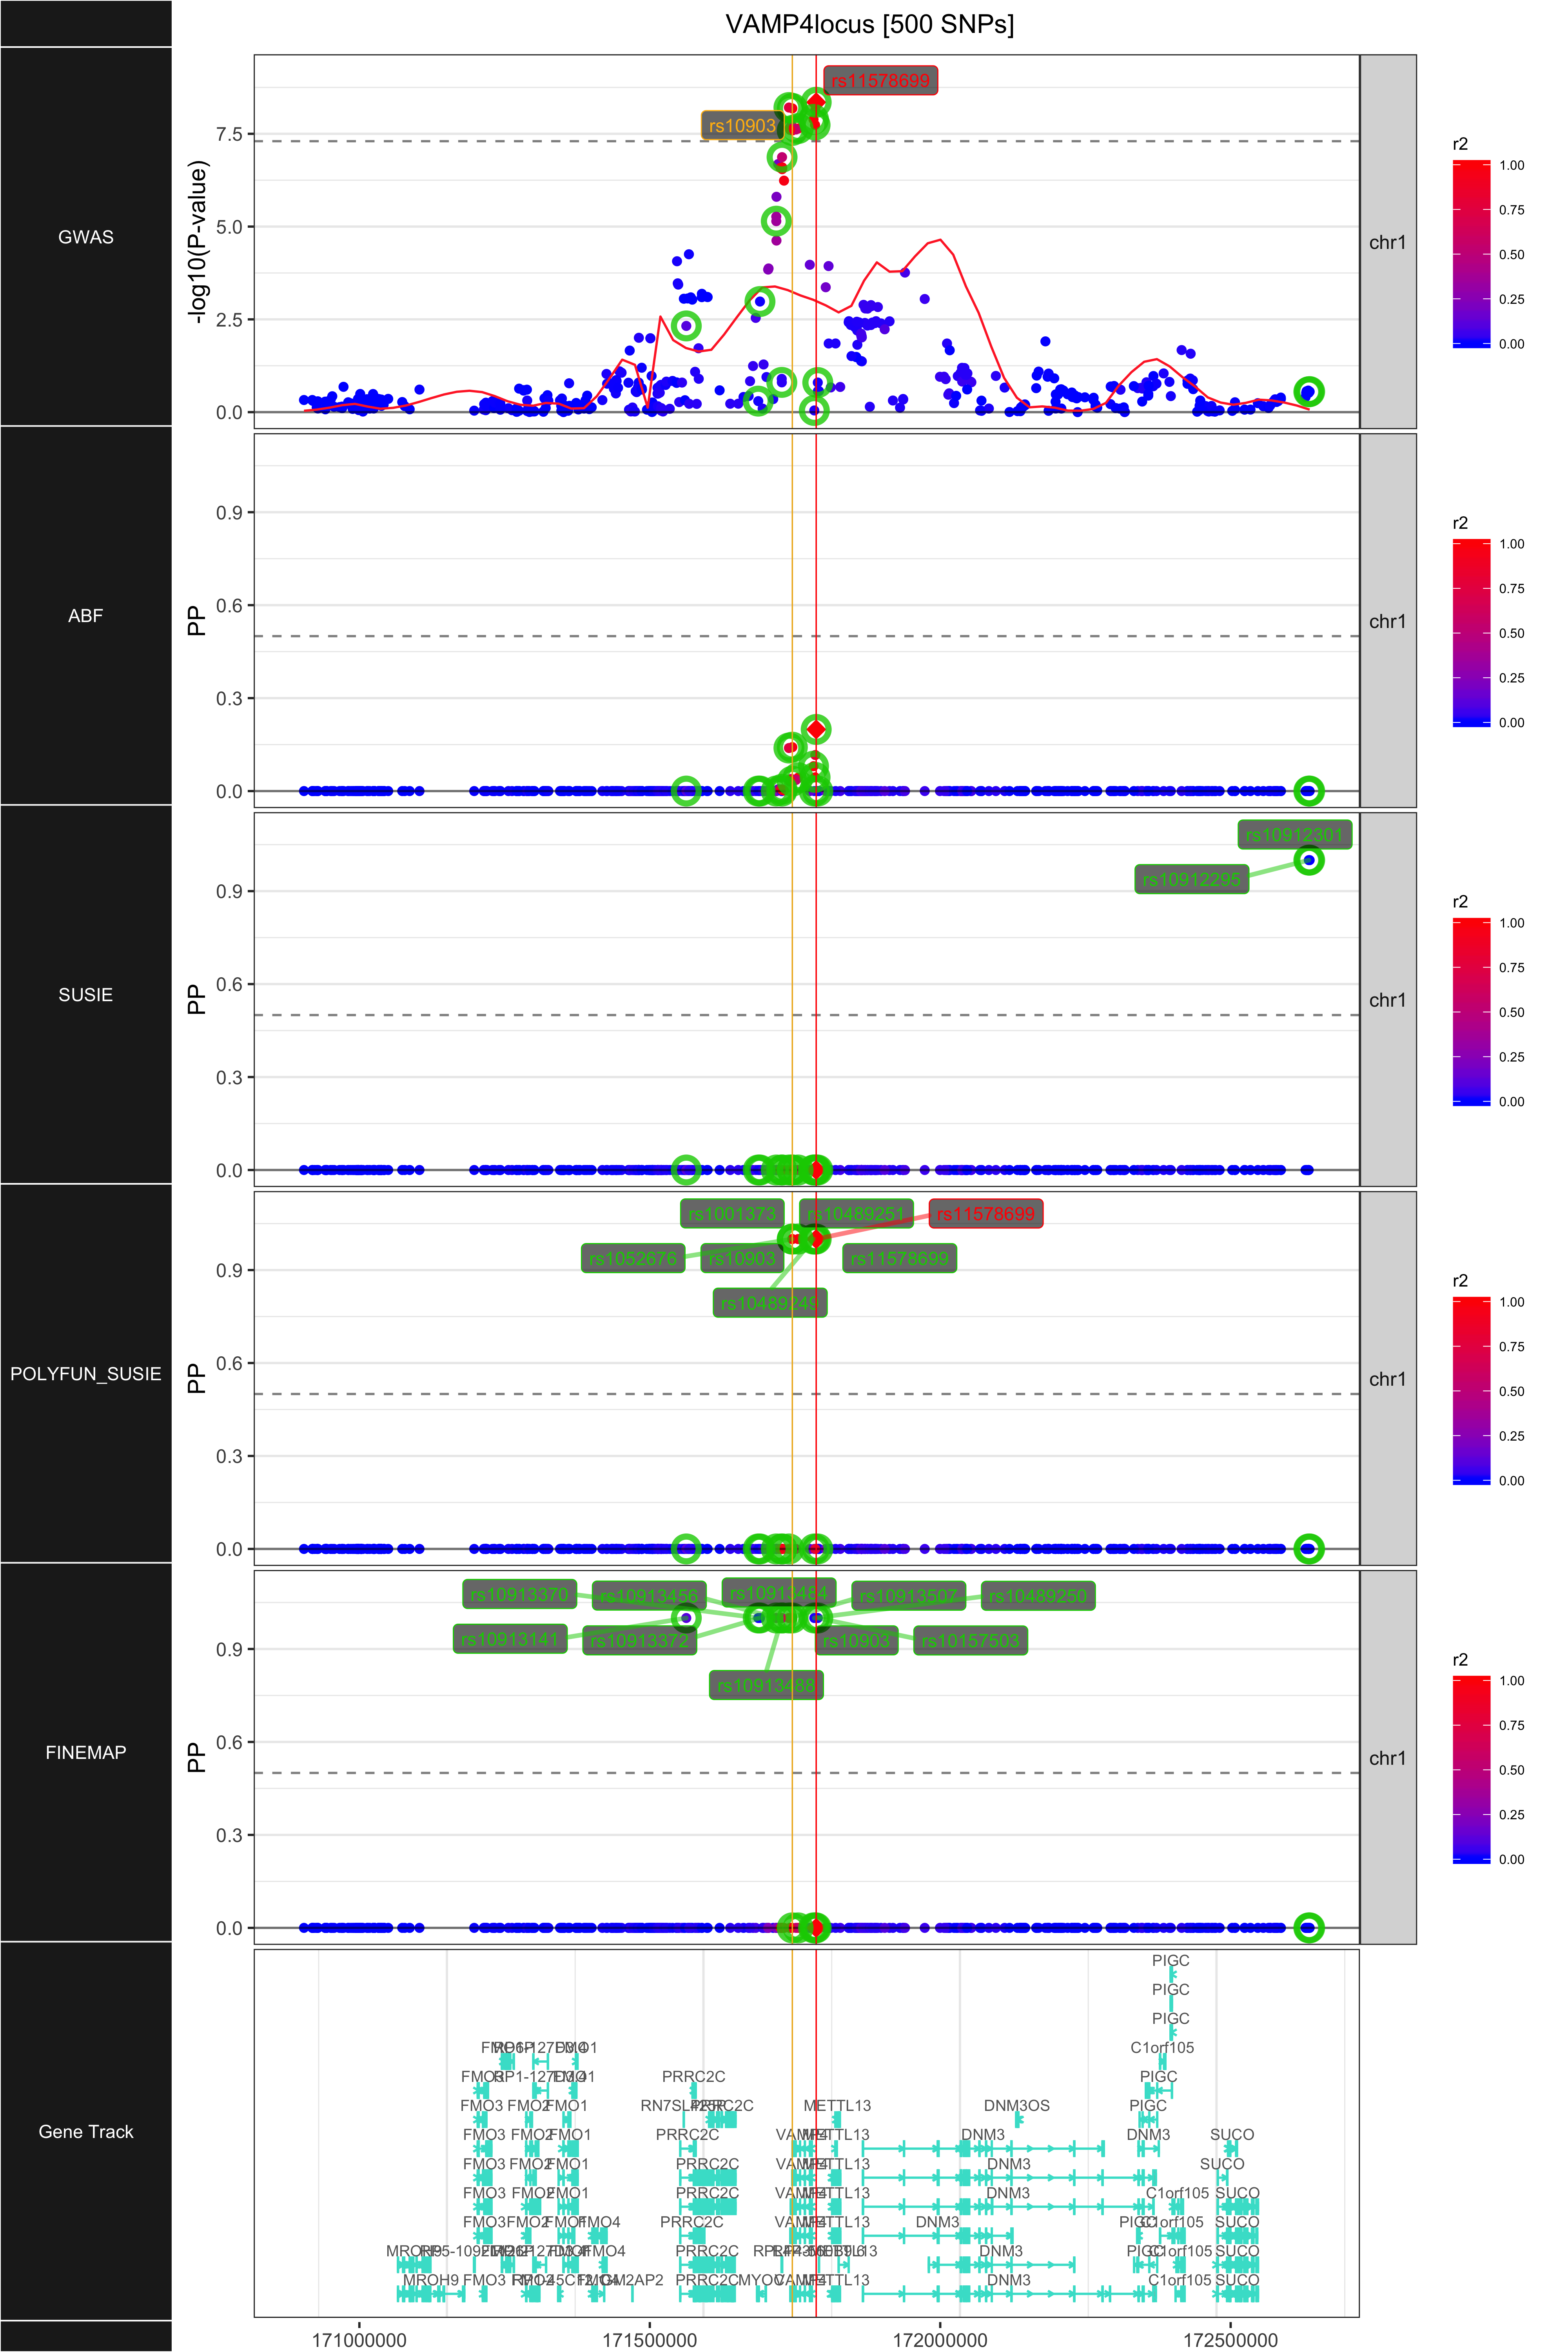 VAMP4locus [500 SNPs]
GWAS
-log10(P-value)
7.5
5.0
2.5
0.0
rs11578699
rs10903
chr1
r2
1.00
0.75
0.50
0.25
0.00
ABF
PP
0.9
0.6
0.3
0.0
chr1
r2
1.00
0.75
0.50
0.25
0.00
SUSIE
PP
0.9
0.6
0.3
0.0
rs10912301
rs10912295
chr1
r2
1.00
0.75
0.50
0.25
0.00
POLYFUN_SUSIE
PP
0.9
0.6
0.3
0.0
rs1001373 rs10489251 rs11578699
rs1052676 rs10903 rs11578699
rs10489249
chr1
r2
1.00
0.75
0.50
0.25
0.00
FINEMAP
PP
0.9
0.6
0.3
0.0
rs10913370 rs10913456 rs10913484 rs10913507 rs10489250
rs10913141 rs10913372 rs10903 rs10157503
rs10913488
chr1
r2
1.00
0.75
0.50
0.25
0.00
Gene Track
PIGC
PIGC
PIGC
C1orf105
PRRC2C PIGC
FMO3 FMO2 FMO1 METTL13 DNM3OS PIGC
FMO3 FMO2 FMO1 PRRC2C METTL13 DNM3 DNM3 SUCO
FMO3 FMO2 FMO1 PRRC2C METTL13 DNM3 SUCO
FMO3 FMO2 FMO1 PRRC2C METTL13 DNM3 C1orf105 SUCO
FMO3 FMO2 FMO4 PRRC2C METTL13 DNM3 C1orf105 SUCO
FMO4 PRRC2C DNM3 PIGC C1orf105 SUCO
MROH9 FMO3 PRRC2C MYOC VAMP4 METTL13 DNM3 C1orf105 SUCO
171000000 171500000 172000000 172500000